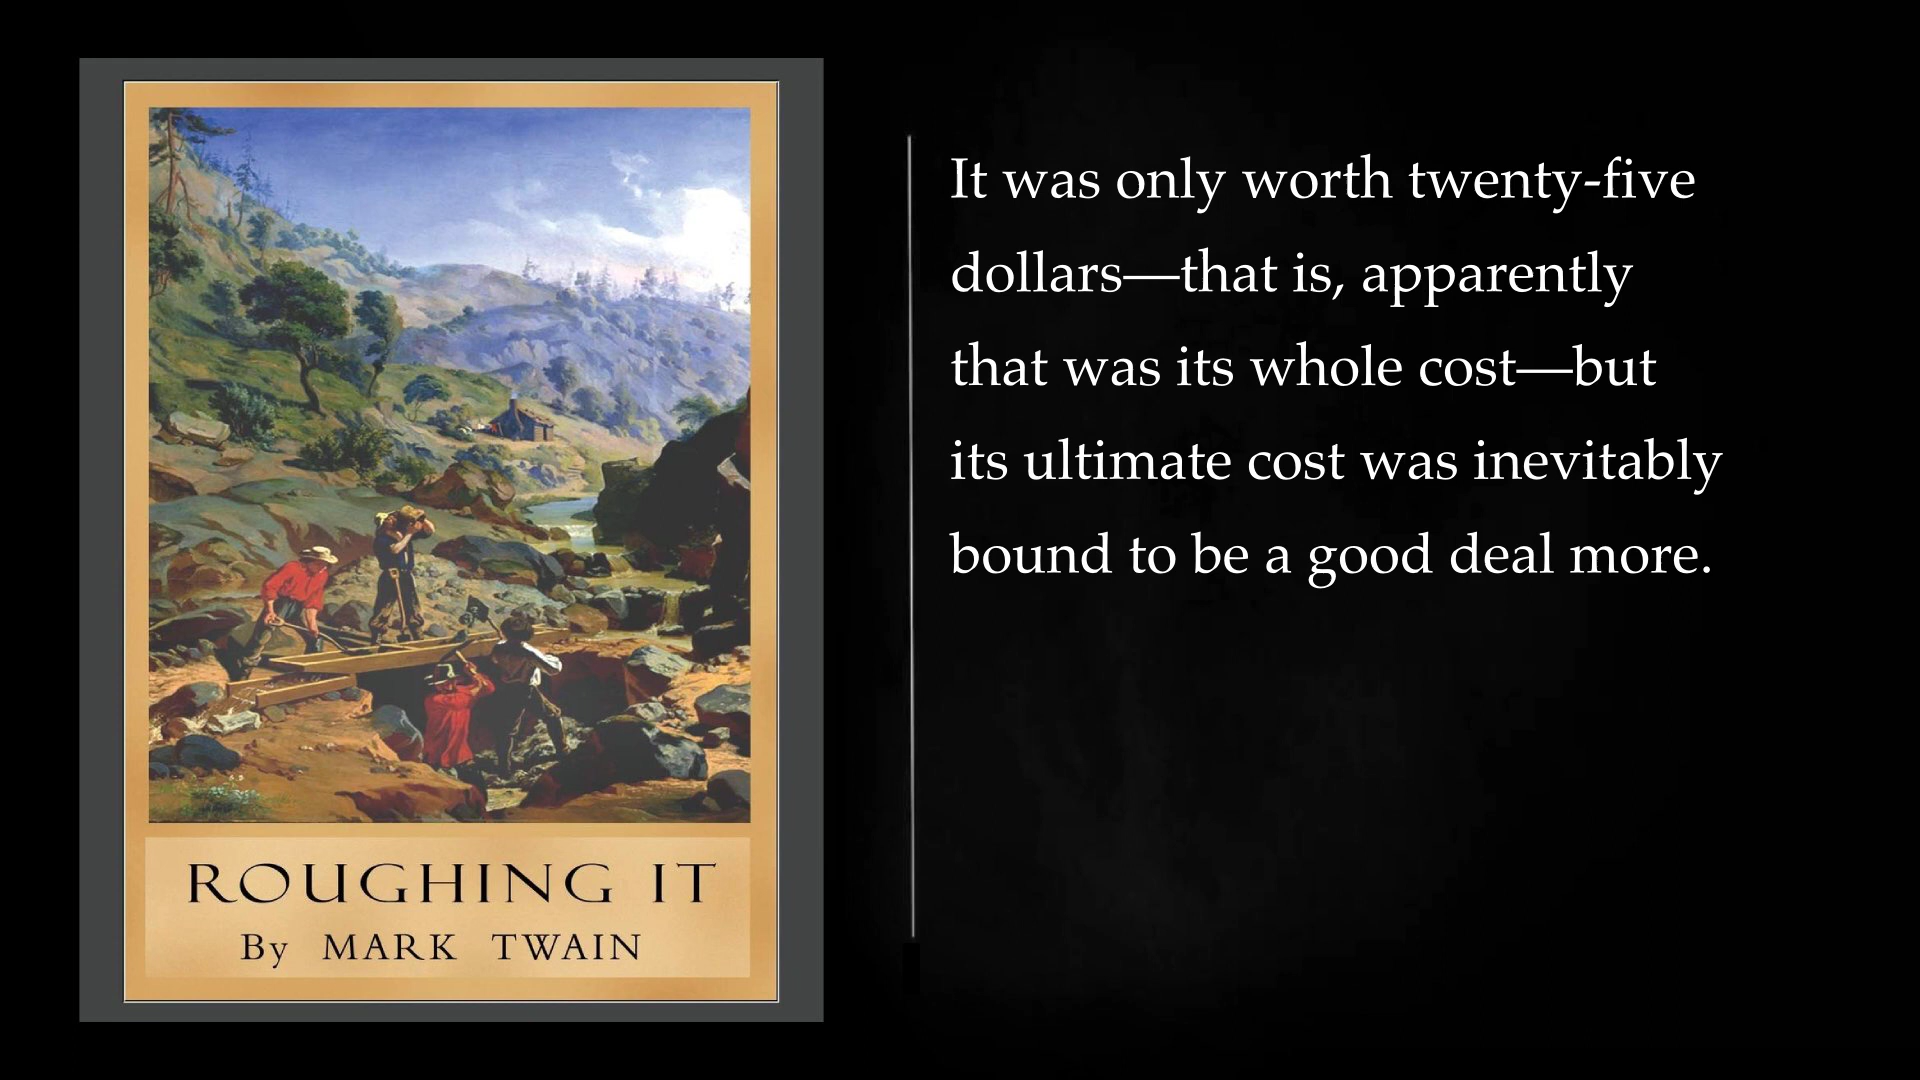 ROUGHING IT
By MARK TWAIN
It was only worth twenty-five
dollars—that is, apparently
that was its whole cost—but
its ultimate cost was inevitably
bound to be a good deal more.